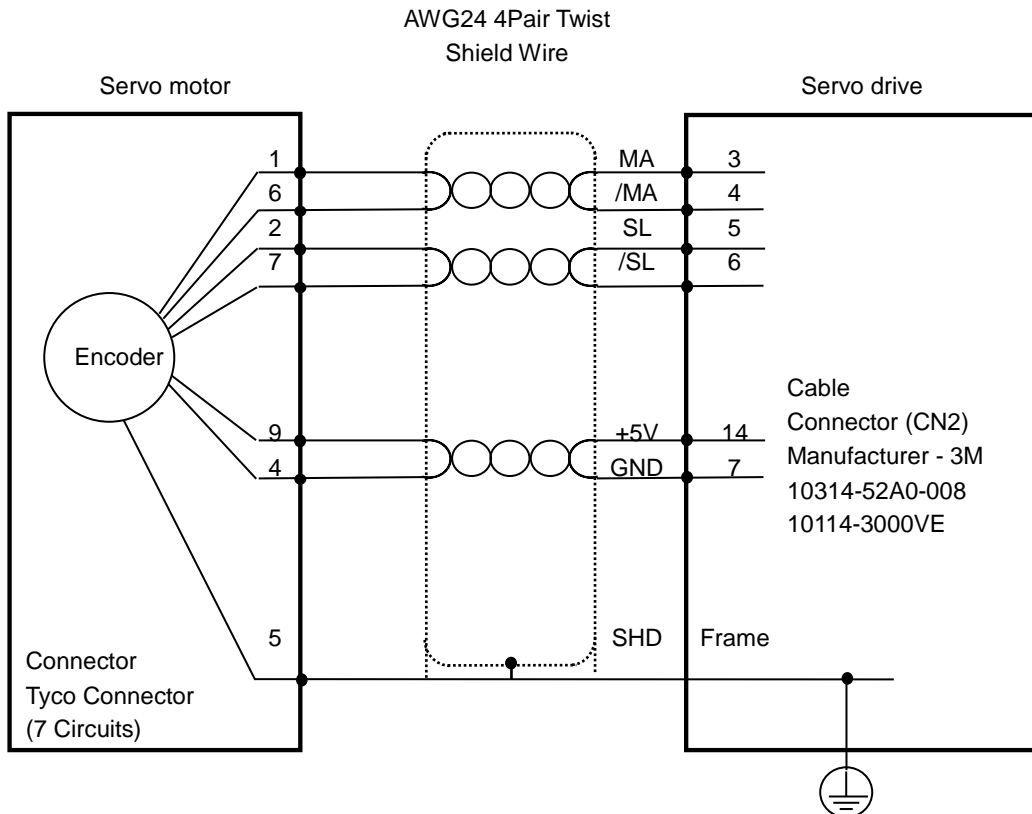 AWG24 4Pair Twist
Shield Wire
Servo motor
Servo drive
1
MA
3
6
/MA
4
2
SL
5
7
/SL
6
Encoder
9
+5V
14
4
GND
7
Cable
Connector (CN2)
Manufacturer - 3M
10314-52A0-008
10114-3000VE
5
SHD
Frame
Connector
Tyco Connector
(7 Circuits)